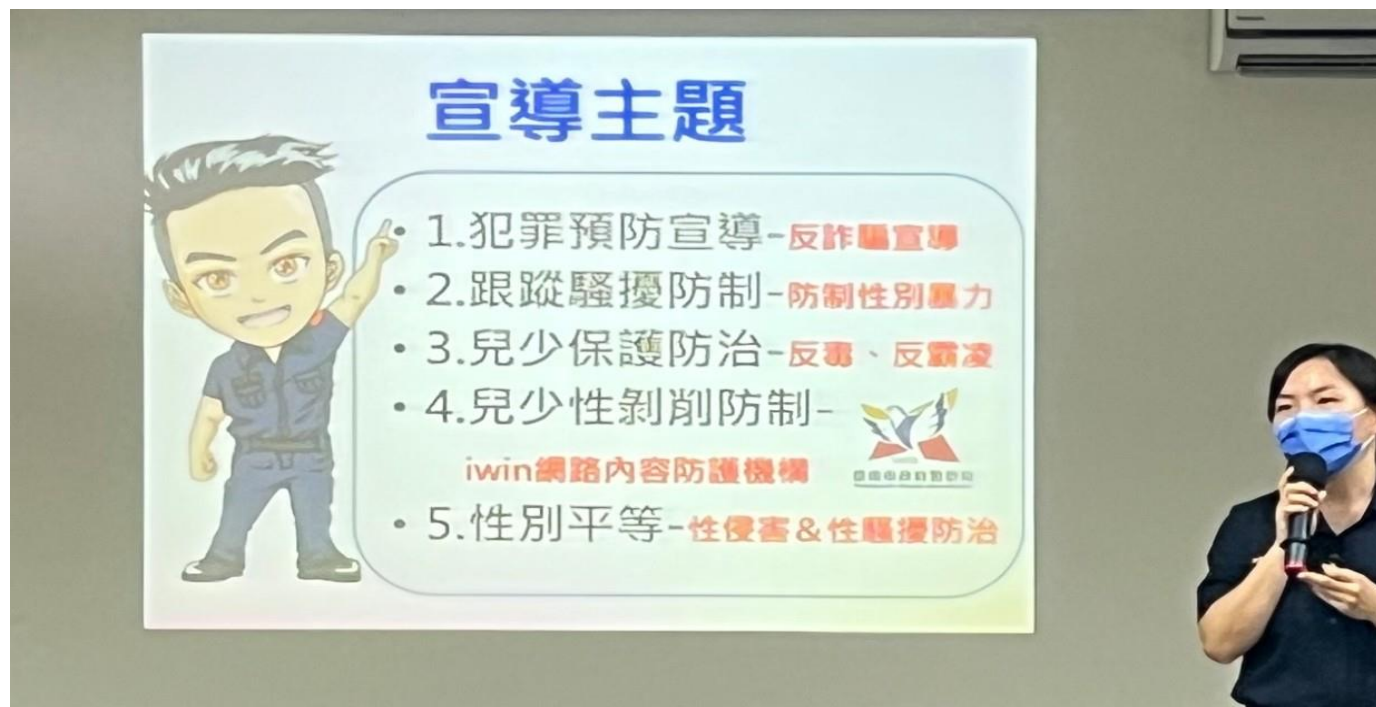 宣導主題
• 1.犯罪預防宣導-反詐騙宣導
• 2.跟蹤騷擾防制-防制性別暴力
• 3.兒少保護防治-反毒、反霸凌
• 4.兒少性剝削防制-
iwin網路內容防護機構
• 5.性別平等-性侵害&性騷擾防治